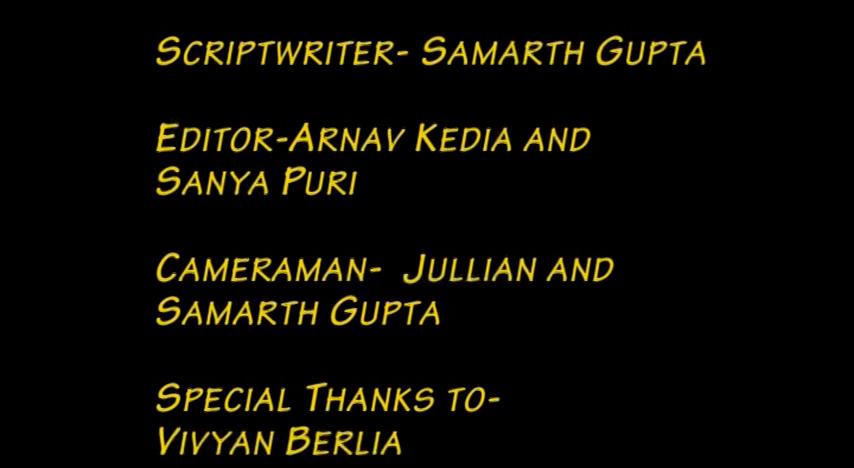 Scriptwriter- Samarth Gupta
Editor-Arnav Kedia and
Sanya Puri
Cameraman- Jullian and
Samarth Gupta
Special Thanks to-
Vivyan Berlia